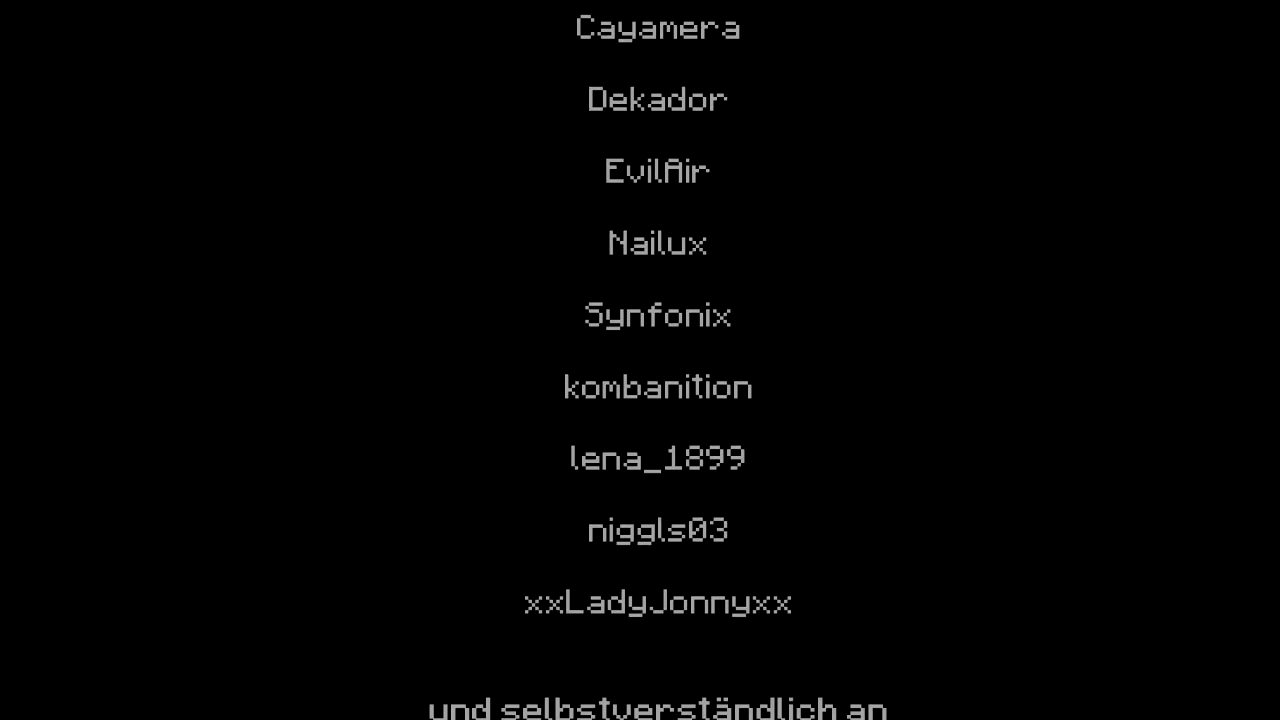 Cayamera
Dekador
EvilAir
Nailux
Synfonix
kombanition
lena_1899
niggls03
xxLadyJonnyxx
und selbstverständlich an